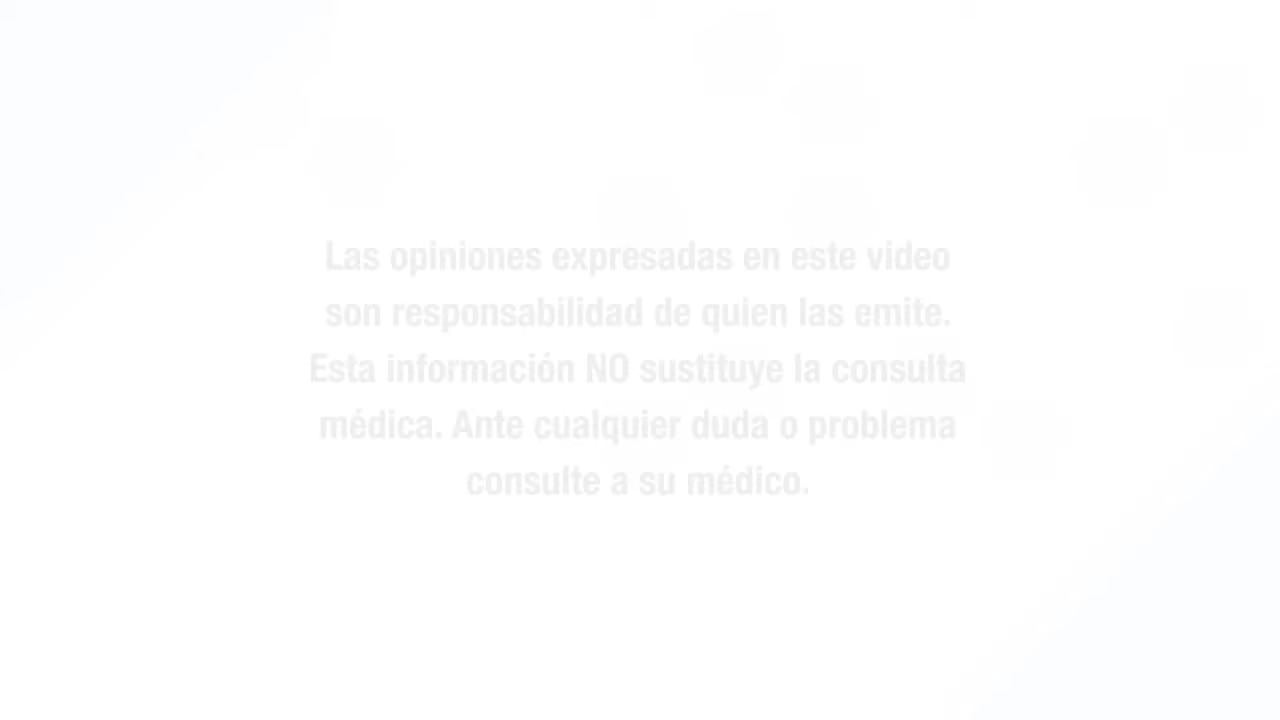 Las opiniones expresadas en este video
son responsabilidad de quien las emite.
Esta información NO sustituye la consulta
médica. Ante cualquier duda o problema
consulte a su médico.